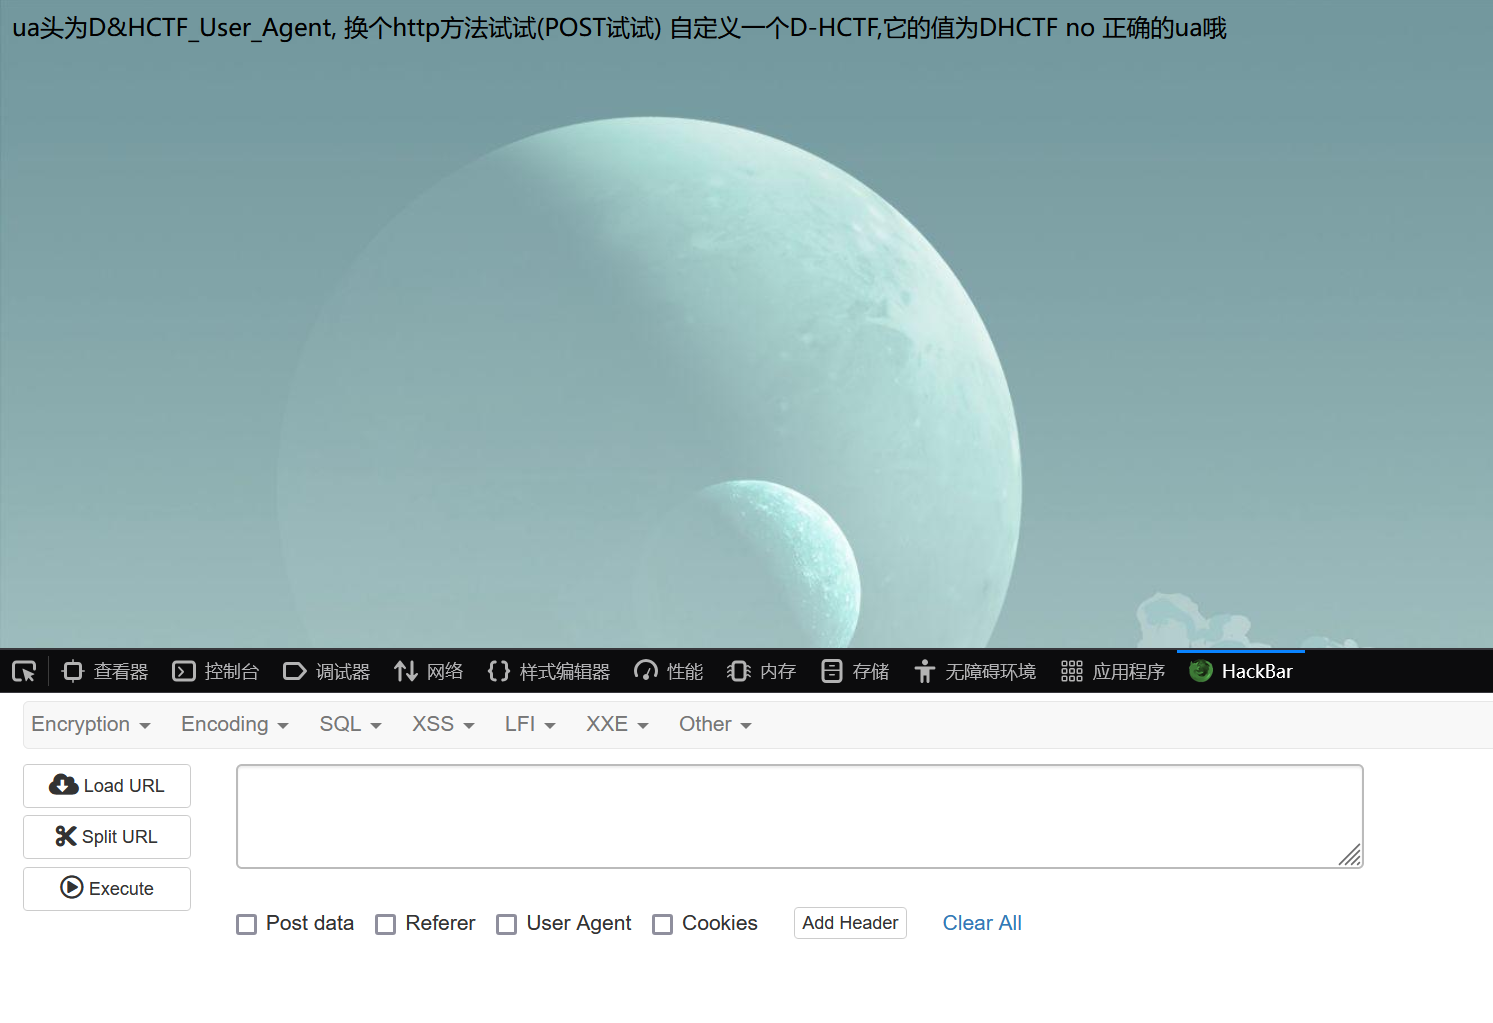 ua头为D&HCTF_User_Agent, 换个http方法试试(POST试试) 自定义一个D-HCTF,它的值为DHCTF no 正确的ua哦
查看器 控制台 调试器 网络 样式编辑器 性能 内存 存储 无障碍环境 应用程序 HackBar
Encryption Encoding SQL XSS LFI XXE Other
Load URL
Split URL
Execute
Post data Referer User Agent Cookies Add Header Clear All